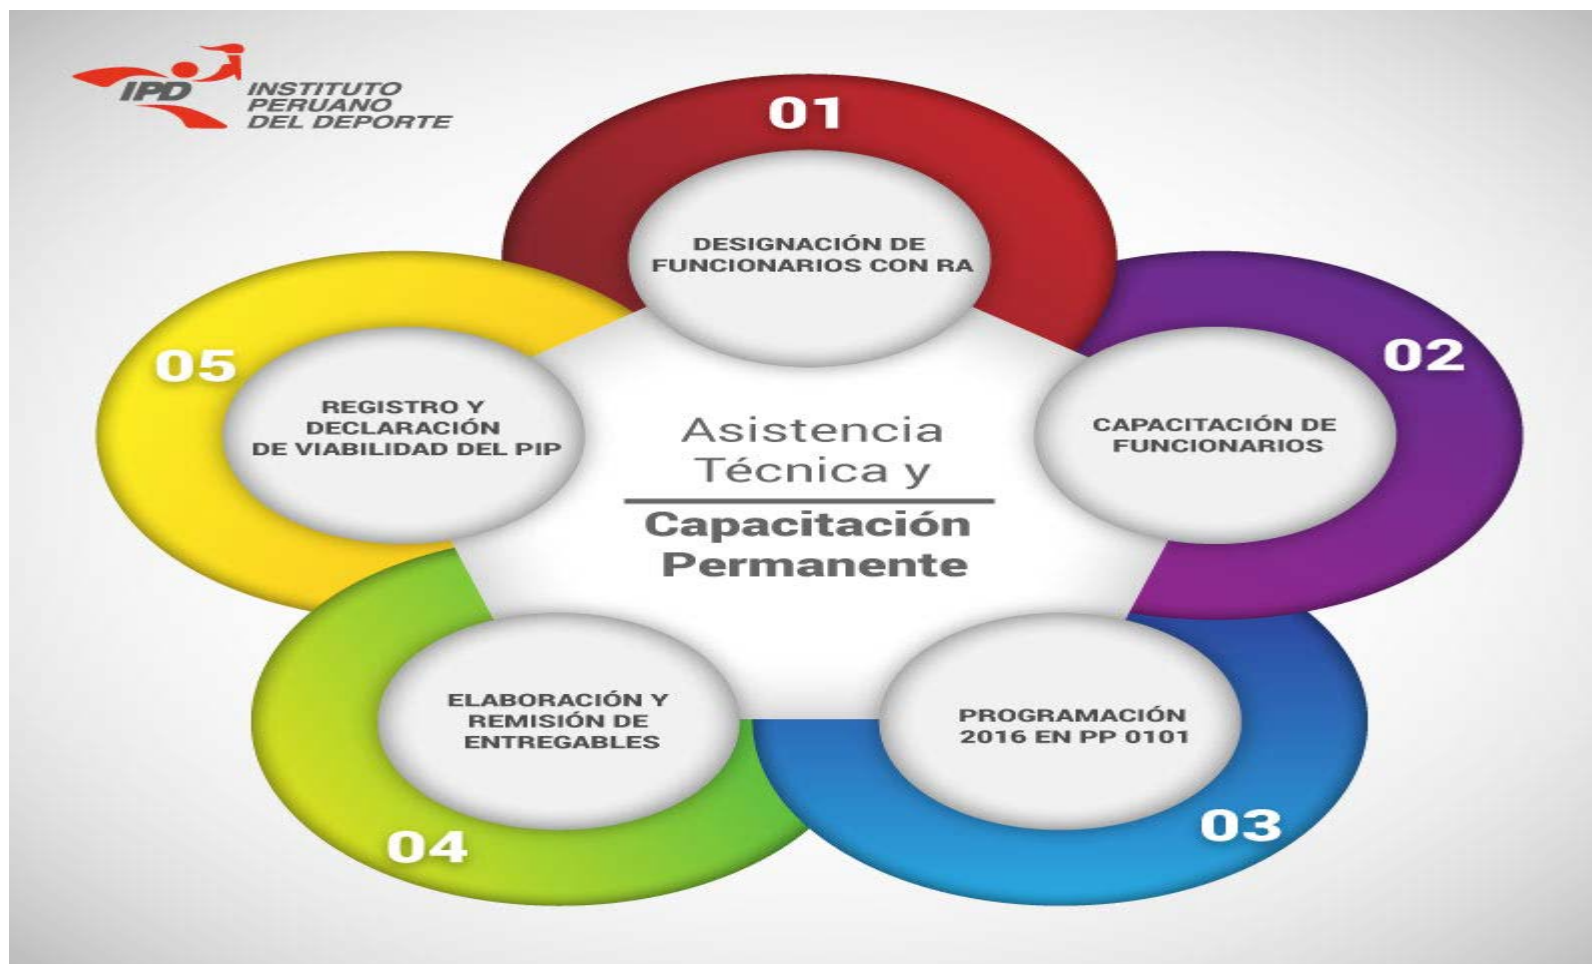 IPD
INSTITUTO
PERUANO
DEL DEPORTE
01
DESIGNACIÓN DE
FUNCIONARIOS CON RA
02
CAPACITACIÓN DE
FUNCIONARIOS
03
PROGRAMACIÓN
2016 EN PP 0101
04
ELABORACIÓN Y
REMISIÓN DE
ENTREGABLES
05
REGISTRO Y
DECLARACIÓN
DE VIABILIDAD DEL PIP
Asistencia
Técnica y
Capacitación
Permanente